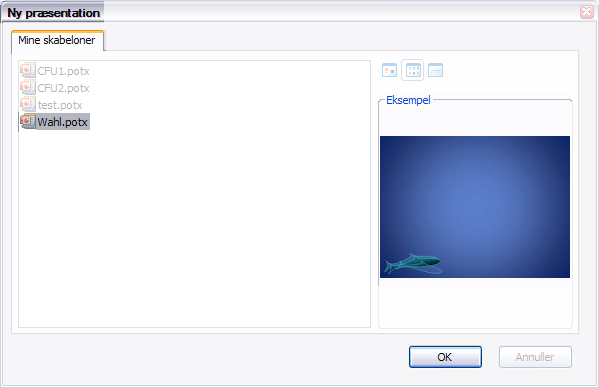 Ny præsentation
Mine skabeloner
CFU1.potx
CFU2.potx
test.potx
Wahl.potx
Eksempel
OK
Annuller